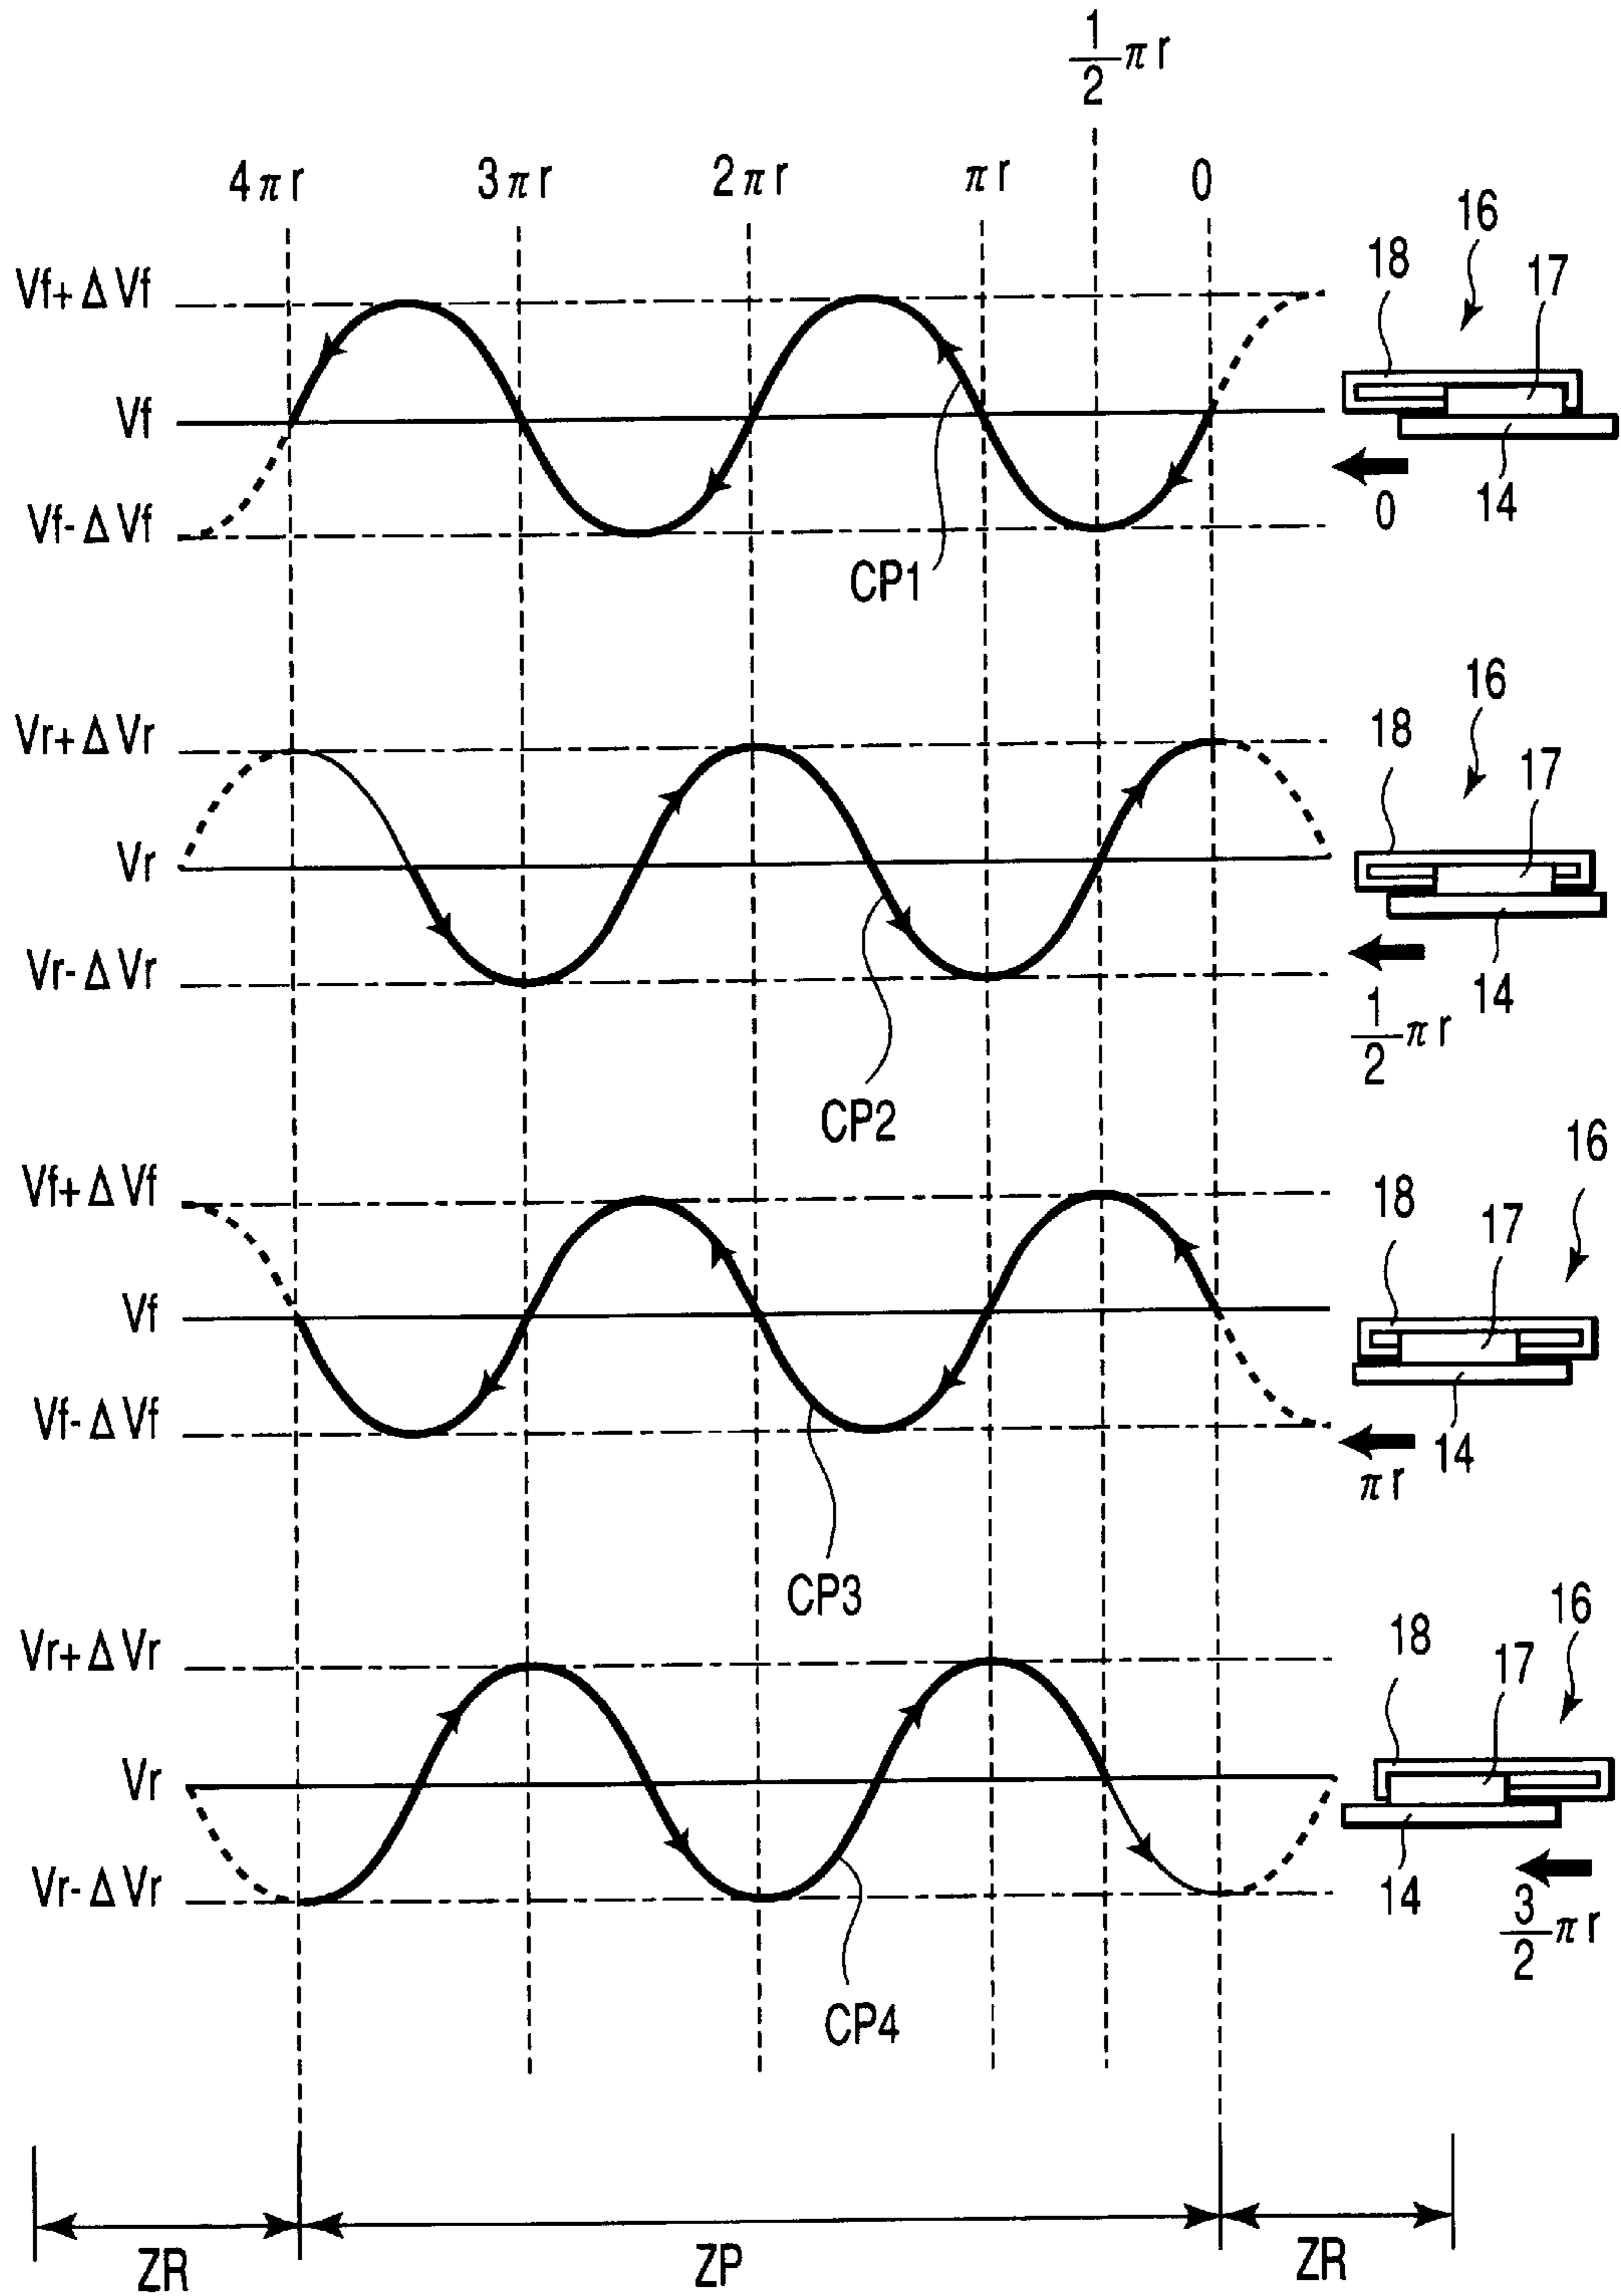 1/2 πr
4πr 3πr 2πr πr 0
16
18 17
Vf+ΔVf
Vf
Vf-ΔVf
0 14
CP1
16
18 17
Vr+ΔVr
Vr
Vr-ΔVr
14
1/2 πr
CP2
16
18 17
Vf+ΔVf
Vf
Vf-ΔVf
14
πr
CP3
16
18 17
Vr+ΔVr
Vr
Vr-ΔVr
14
3/2 πr
CP4
ZR ZP ZR